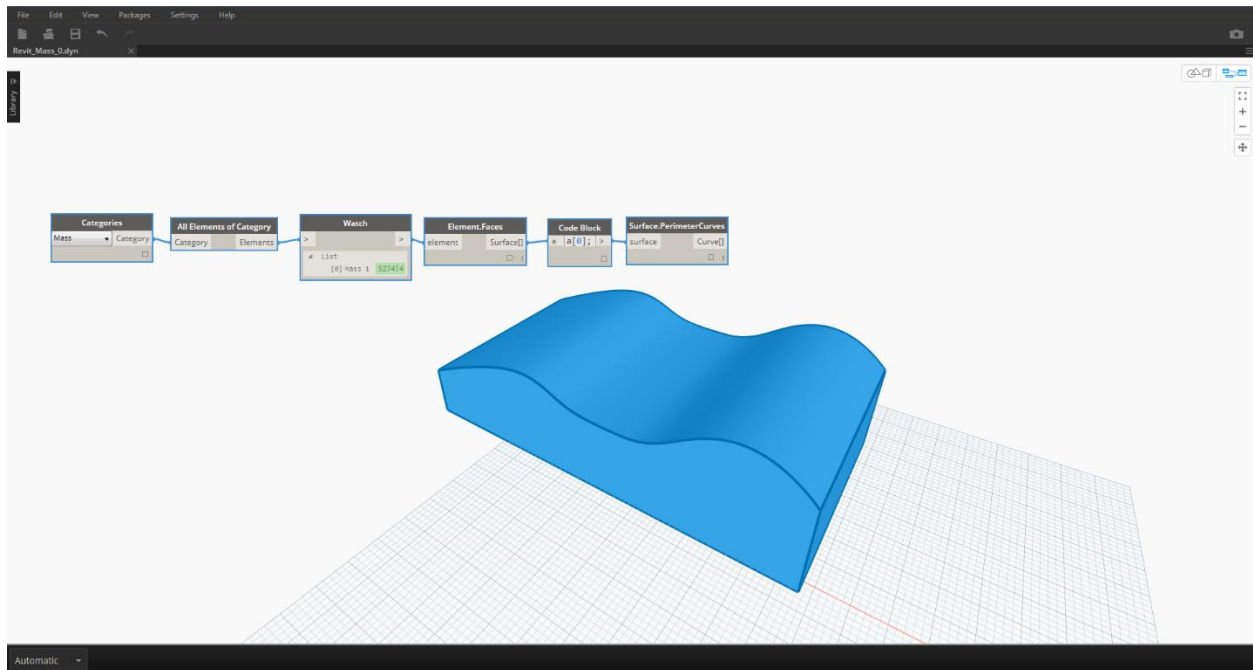 File Edit View Packages Settings Help
Revit_Mass_0.dyn ×
Library
Categories
Mass Category
All Elements of Category
Category Elements
Watch
> >
List
[0] Mass 1 527414
Element.Faces
element Surface[]
Code Block
a a[0]; >
Surface.PerimeterCurves
surface Curve[]
Automatic